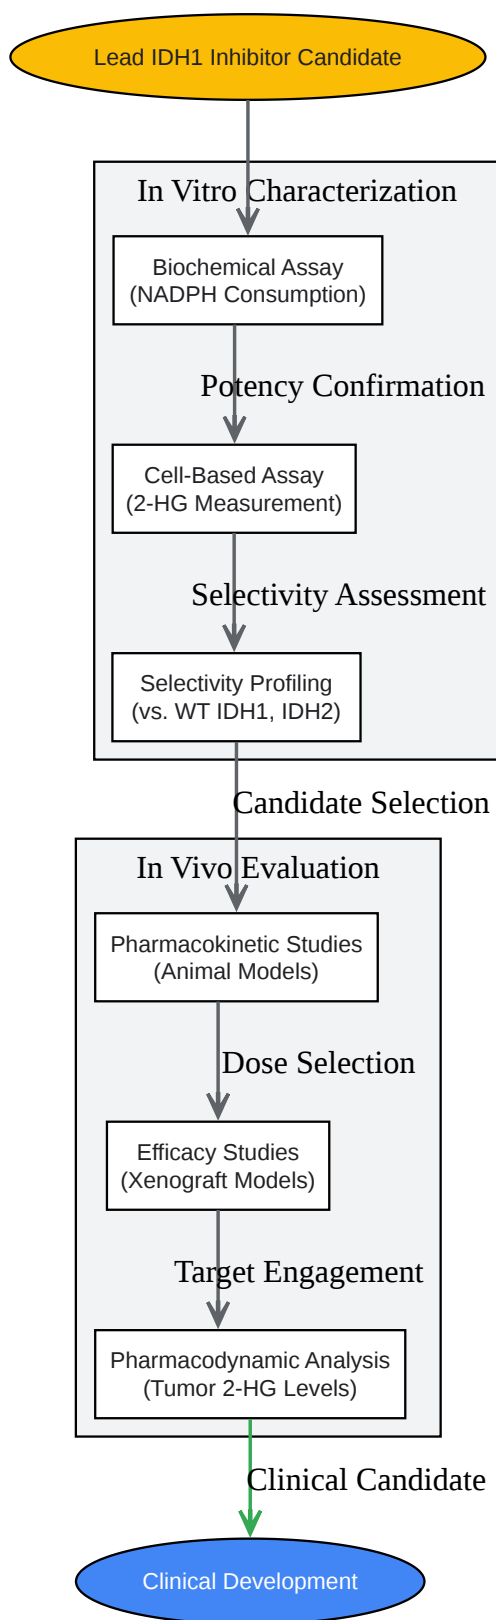 Lead IDH1 Inhibitor Candidate
In Vitro Characterization
Biochemical Assay
(NADPH Consumption)
Potency Confirmation
Cell-Based Assay
(2-HG Measurement)
Selectivity Assessment
Selectivity Profiling
(vs. WT IDH1, IDH2)
Candidate Selection
In Vivo Evaluation
Pharmacokinetic Studies
(Animal Models)
Dose Selection
Efficacy Studies
(Xenograft Models)
Target Engagement
Pharmacodynamic Analysis
(Tumor 2-HG Levels)
Clinical Candidate
Clinical Development